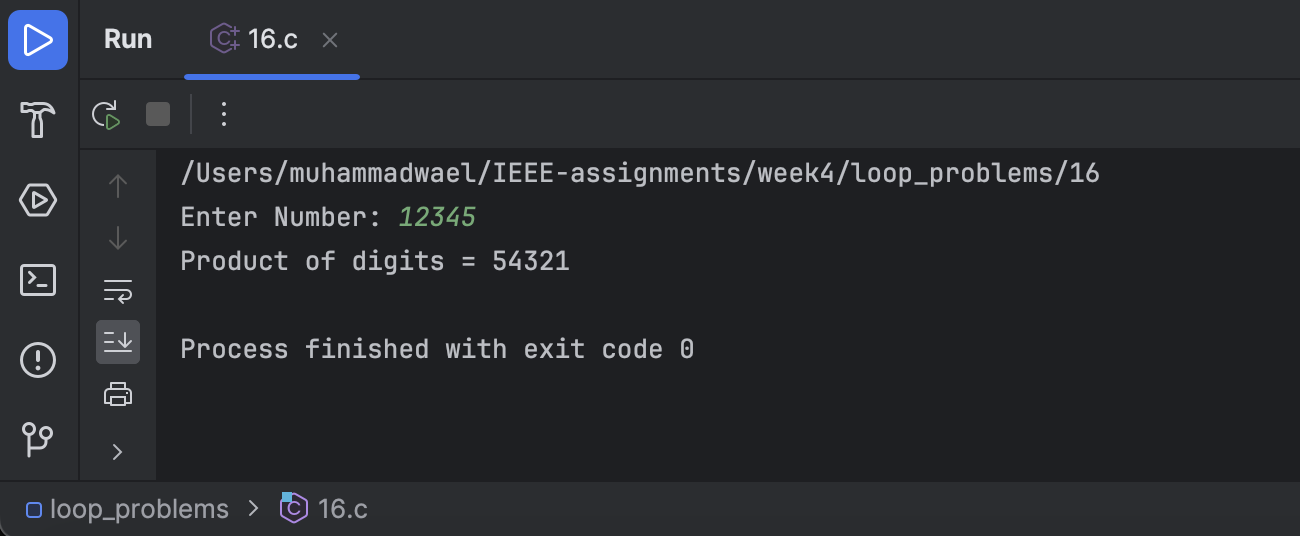 Run 16.c
/Users/muhammadwael/IEEE-assignments/week4/loop_problems/16
Enter Number: 12345
Product of digits = 54321
Process finished with exit code 0
loop_problems > 16.c